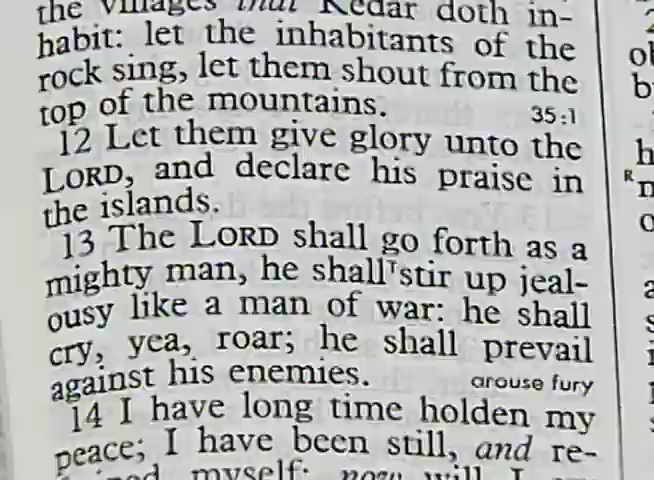 the villages that Kedar doth in-
habit: let the inhabitants of the
rock sing, let them shout from the
top of the mountains. 35:1
12 Let them give glory unto the
LORD, and declare his praise in
the islands.
13 The LORD shall go forth as a
mighty man, he shall ᵀstir up jeal-
ousy like a man of war: he shall
cry, yea, roar; he shall prevail
against his enemies. arouse fury
14 I have long time holden my
peace; I have been still, and re-
myself: now will I